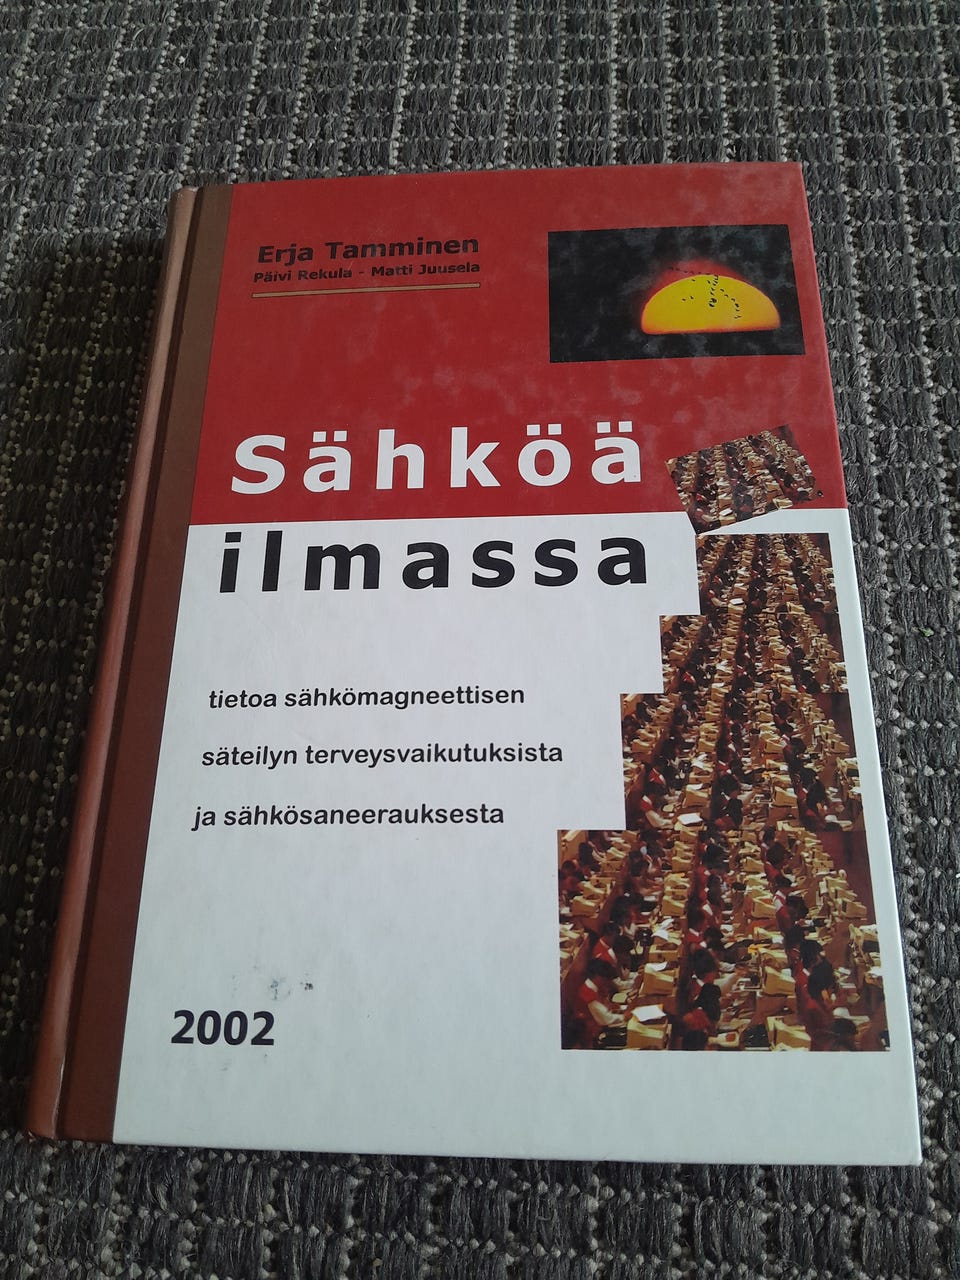 Erja Tamminen
Päivi Rekula - Matti Juusela
Sähköä
ilmassa
tietoa sähkömagneettisen
säteilyn terveysvaikutuksista
ja sähkösaneerauksesta
2002